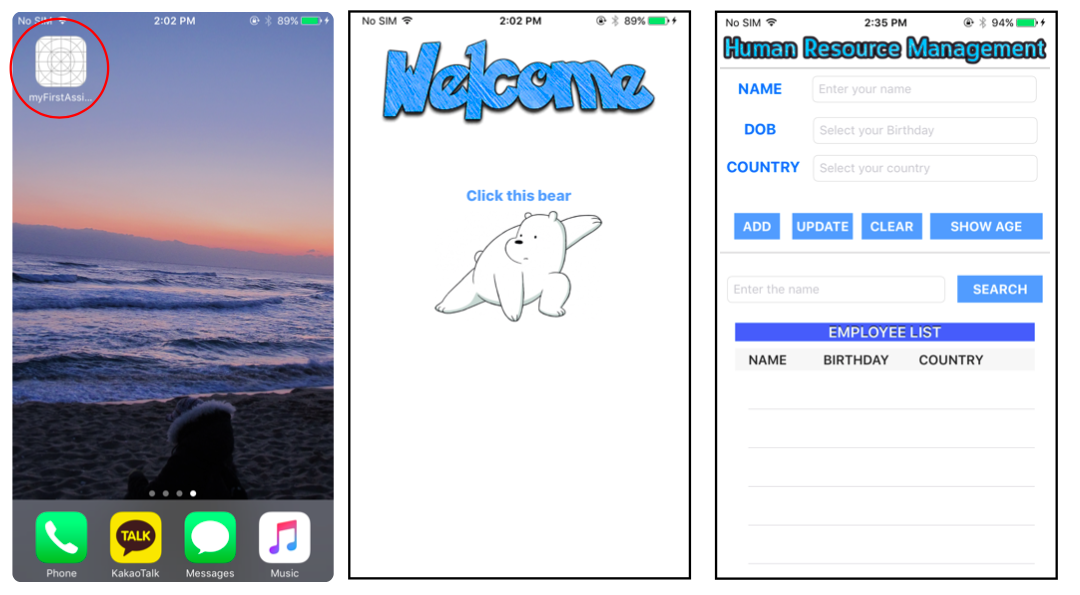 No SIM 2:02 PM 89%
myFirstAssi...
TALK
Phone KakaoTalk Messages Music
No SIM 2:02 PM 89%
Welcome
Click this bear
No SIM 2:35 PM 94%
Human Resource Management
NAME Enter your name
DOB Select your Birthday
COUNTRY Select your country
ADD UPDATE CLEAR SHOW AGE
Enter the name SEARCH
EMPLOYEE LIST
NAME BIRTHDAY COUNTRY